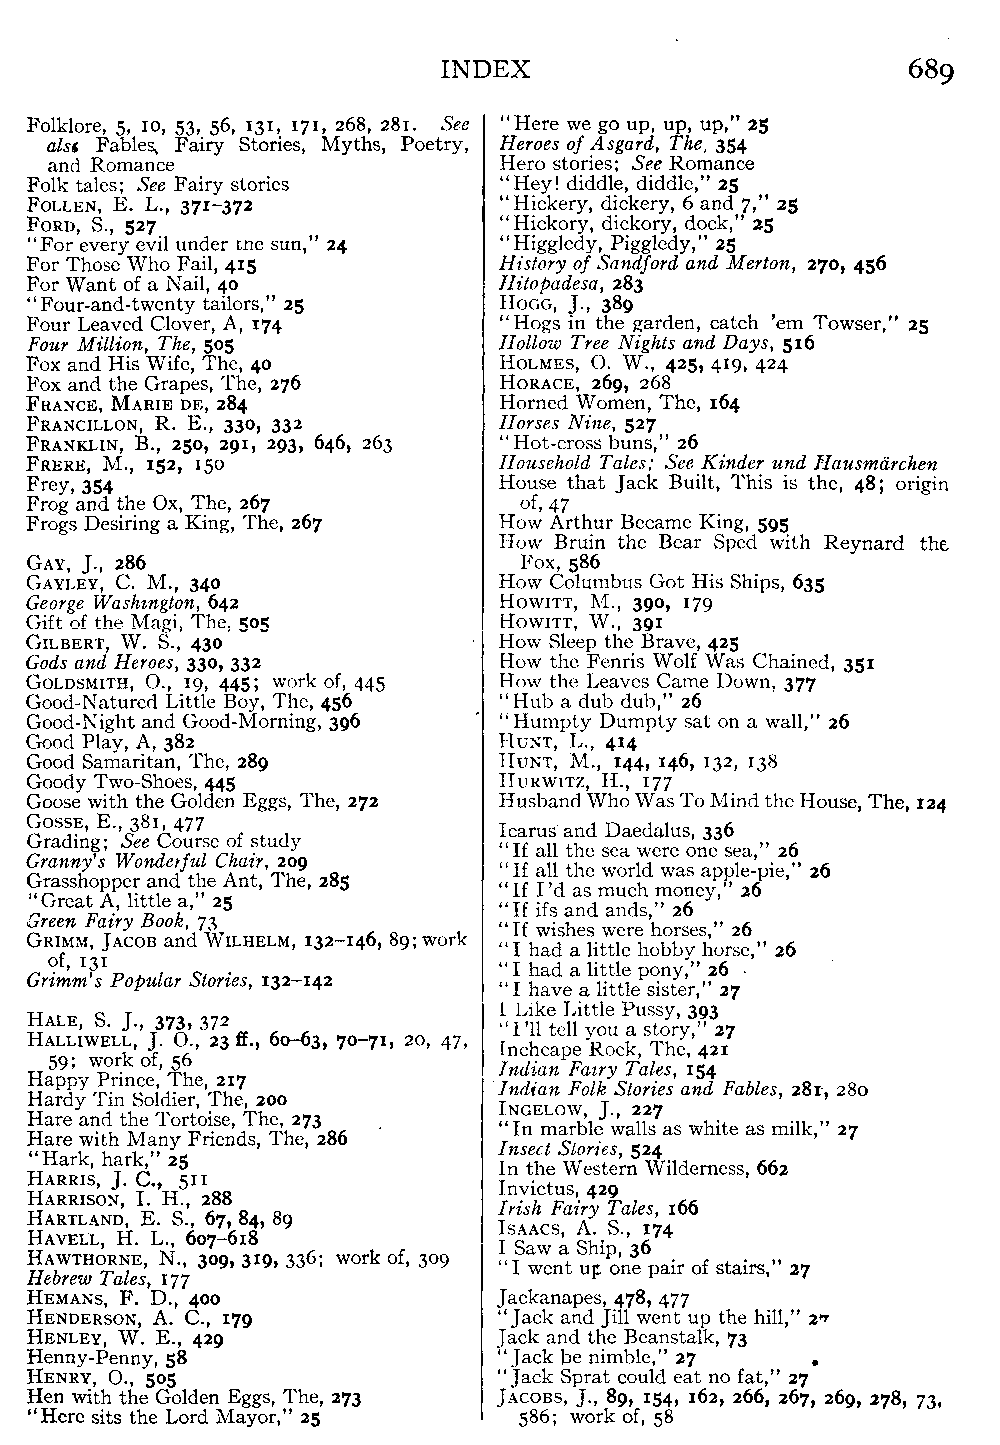 INDEX
689
Folklore, 5, 10, 53, 56, 131, 171, 268, 281. See
also Fables, Fairy Stories, Myths, Poetry,
and Romance
Folk tales; See Fairy stories
FOLLEN, E. L., 371–372
FORD, S., 527
"For every evil under the sun," 24
For Those Who Fail, 415
For Want of a Nail, 40
"Four-and-twenty tailors," 25
Four Leaved Clover, A, 174
Four Million, The, 505
Fox and His Wife, The, 40
Fox and the Grapes, The, 276
FRANCE, MARIE DE, 284
FRANCILLON, R. E., 330, 332
FRANKLIN, B., 250, 291, 293, 646, 263
FRERE, M., 152, 150
Frey, 354
Frog and the Ox, The, 267
Frogs Desiring a King, The, 267
GAY, J., 286
GAYLEY, C. M., 340
George Washington, 642
Gift of the Magi, The, 505
GILBERT, W. S., 430
Gods and Heroes, 330, 332
GOLDSMITH, O., 19, 445; work of, 445
Good-Natured Little Boy, The, 456
Good-Night and Good-Morning, 396
Good Play, A, 382
Good Samaritan, The, 289
Goody Two-Shoes, 445
Goose with the Golden Eggs, The, 272
GOSSE, E., 381, 477
Grading; See Course of study
Granny's Wonderful Chair, 209
Grasshopper and the Ant, The, 285
"Great A, little a," 25
Green Fairy Book, 73
GRIMM, JACOB and WILHELM, 132–146, 89; work
of, 131
Grimm's Popular Stories, 132–142
HALE, S. J., 373, 372
HALLIWELL, J. O., 23 ff., 60–63, 70–71, 20, 47,
59; work of, 56
Happy Prince, The, 217
Hardy Tin Soldier, The, 200
Hare and the Tortoise, The, 273
Hare with Many Friends, The, 286
"Hark, hark," 25
HARRIS, J. C., 511
HARRISON, I. H., 288
HARTLAND, E. S., 67, 84, 89
HAVELL, H. L., 607–618
HAWTHORNE, N., 309, 319, 336; work of, 309
Hebrew Tales, 177
HEMANS, F. D., 400
HENDERSON, A. C., 179
HENLEY, W. E., 429
Henny-Penny, 58
HENRY, O., 505
Hen with the Golden Eggs, The, 273
"Here sits the Lord Mayor," 25
"Here we go up, up, up," 25
Heroes of Asgard, The, 354
Hero stories; See Romance
"Hey! diddle, diddle," 25
"Hickery, dickery, 6 and 7," 25
"Hickory, dickory, dock," 25
"Higgledy, Piggledy," 25
History of Sandford and Merton, 270, 456
Hitopadesa, 283
HOGG, J., 389
"Hogs in the garden, catch 'em Towser," 25
Hollow Tree Nights and Days, 516
HOLMES, O. W., 425, 419, 424
HORACE, 269, 268
Horned Women, The, 164
Horses Nine, 527
"Hot-cross buns," 26
Household Tales; See Kinder und Hausmärchen
House that Jack Built, This is the, 48; origin
of, 47
How Arthur Became King, 595
How Bruin the Bear Sped with Reynard the
Fox, 586
How Columbus Got His Ships, 635
HOWITT, M., 390, 179
HOWITT, W., 391
How Sleep the Brave, 425
How the Fenris Wolf Was Chained, 351
How the Leaves Came Down, 377
"Hub a dub dub," 26
"Humpty Dumpty sat on a wall," 26
HUNT, L., 414
HUNT, M., 144, 146, 132, 138
HURWITZ, H., 177
Husband Who Was To Mind the House, The, 124
Icarus and Daedalus, 336
"If all the sea were one sea," 26
"If all the world was apple-pie," 26
"If I'd as much money," 26
"If ifs and ands," 26
"If wishes were horses," 26
"I had a little hobby horse," 26
"I had a little pony," 26
"I have a little sister," 27
I Like Little Pussy, 393
"I'll tell you a story," 27
Inchcape Rock, The, 421
Indian Fairy Tales, 154
Indian Folk Stories and Fables, 281, 280
INGELOW, J., 227
"In marble walls as white as milk," 27
Insect Stories, 524
In the Western Wilderness, 662
Invictus, 429
Irish Fairy Tales, 166
ISAACS, A. S., 174
I Saw a Ship, 36
"I went up one pair of stairs," 27
Jackanapes, 478, 477
"Jack and Jill went up the hill," 27
Jack and the Beanstalk, 73
"Jack be nimble," 27
"Jack Sprat could eat no fat," 27
JACOBS, J., 89, 154, 162, 266, 267, 269, 278, 73,
586; work of, 58